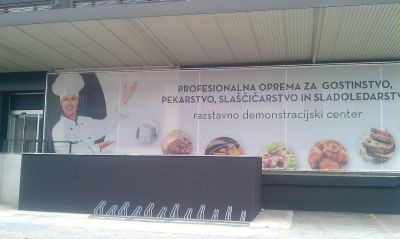 PROFESIONALNA OPREMA ZA GOSTINSTVO,
PEKARSTVO, SLAŠČIČARSTVO IN SLADOLEDARSTVO
razstavno demonstracijski center